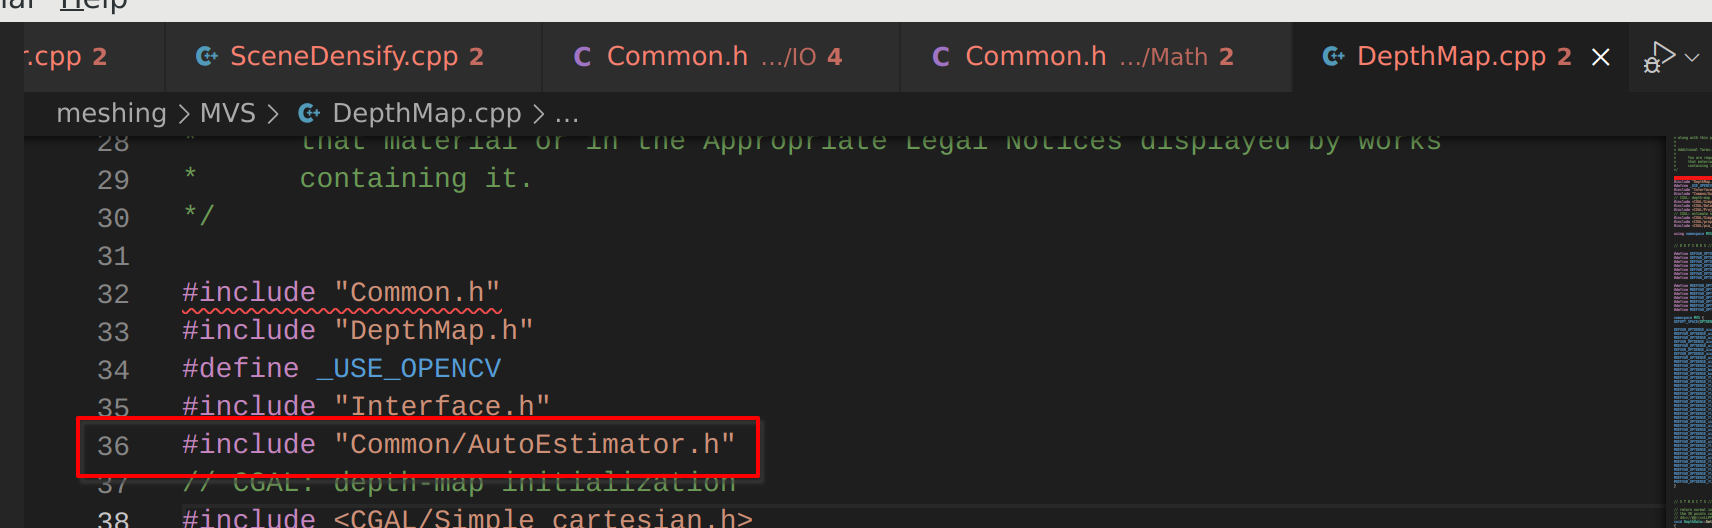 Help
r.cpp 2 SceneDensify.cpp 2 C Common.h .../IO 4 C Common.h .../Math 2 DepthMap.cpp 2
meshing > MVS > DepthMap.cpp > ...
28 * that material or in the Appropriate Legal Notices displayed by works
29 * containing it.
30 */
31
32 #include "Common.h"
33 #include "DepthMap.h"
34 #define _USE_OPENCV
35 #include "Interface.h"
36 #include "Common/AutoEstimator.h"
37 // CGAL: depth-map initialization
38 #include <CGAL/Simple_cartesian.h>